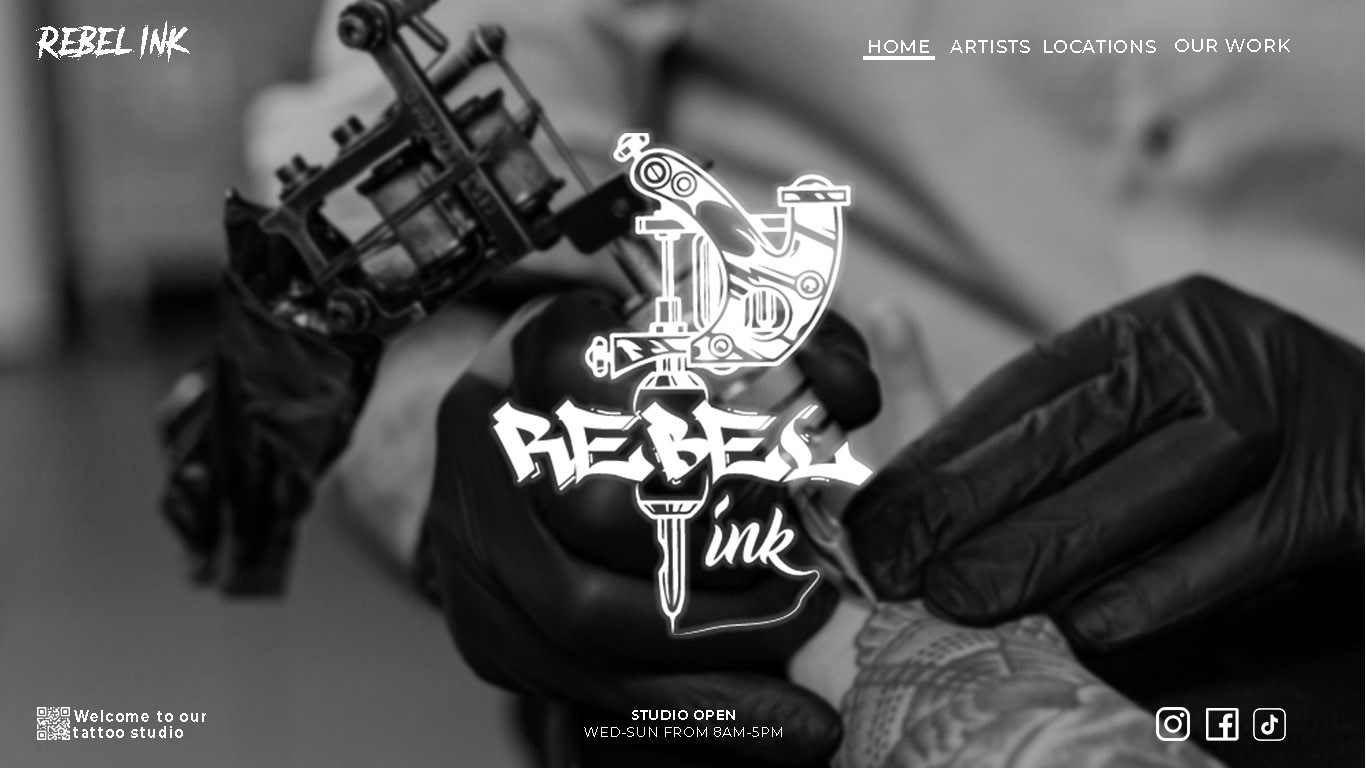 REBEL INK
HOME ARTISTS LOCATIONS OUR WORK
REBEL
ink
Welcome to our
tattoo studio
STUDIO OPEN
WED-SUN FROM 8AM-5PM